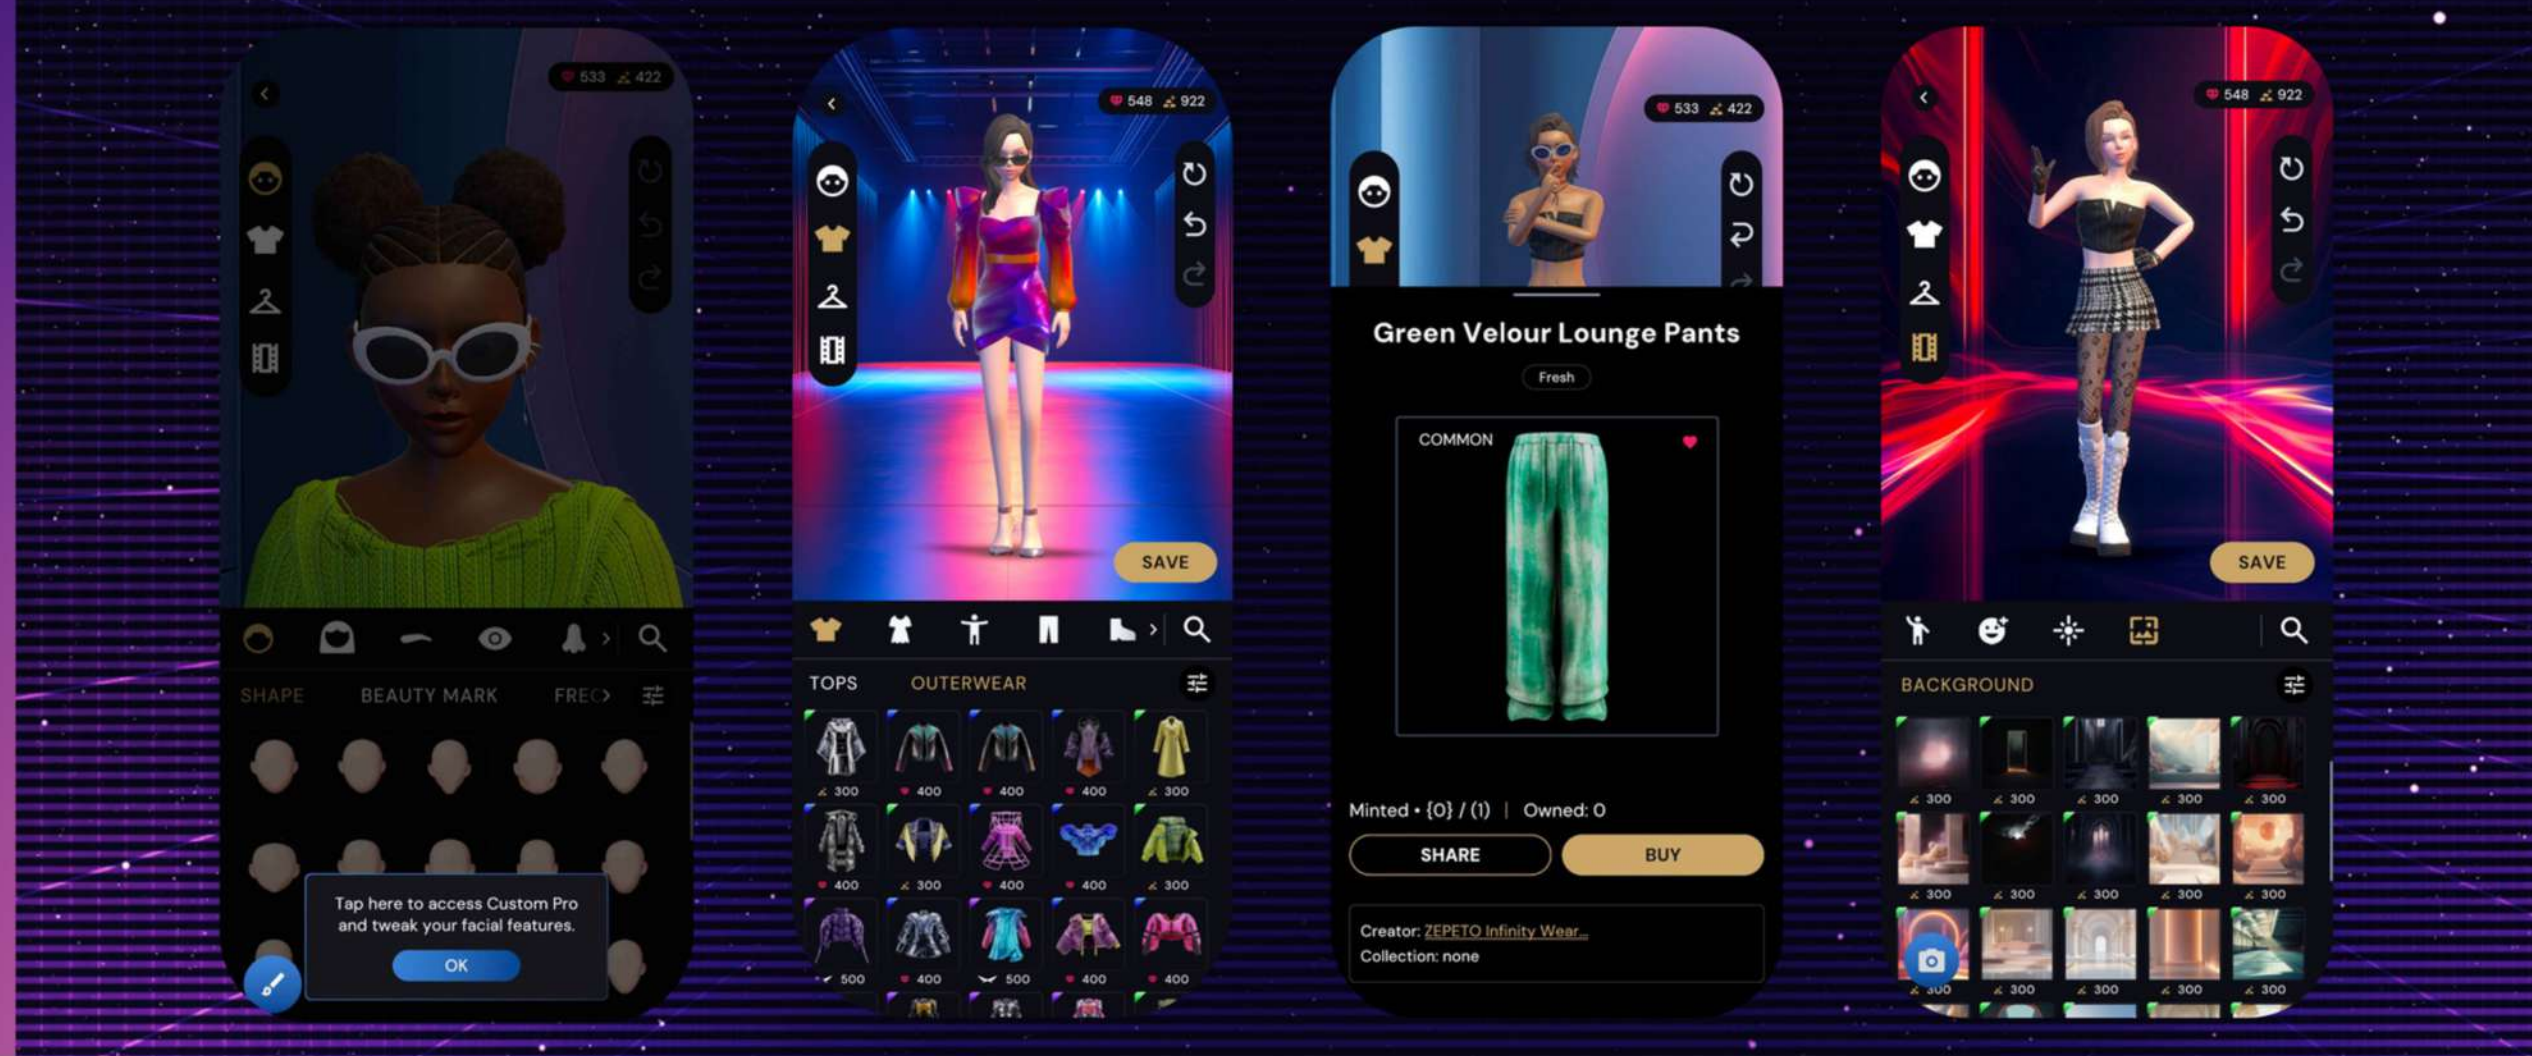 533 422
SHAPE BEAUTY MARK FREC
Tap here to access Custom Pro
and tweak your facial features.
OK
548 922
SAVE
TOPS OUTERWEAR
300 400 400 400 300
400 300 400 400 300
500 400 500 400 400
533 422
Green Velour Lounge Pants
Fresh
COMMON
Minted • {0} / (1) | Owned: 0
SHARE BUY
Creator: ZEPETO Infinity Wear...
Collection: none
548 922
SAVE
BACKGROUND
300 300 300 300 300
300 300 300 300 300
300 300 300 300 300